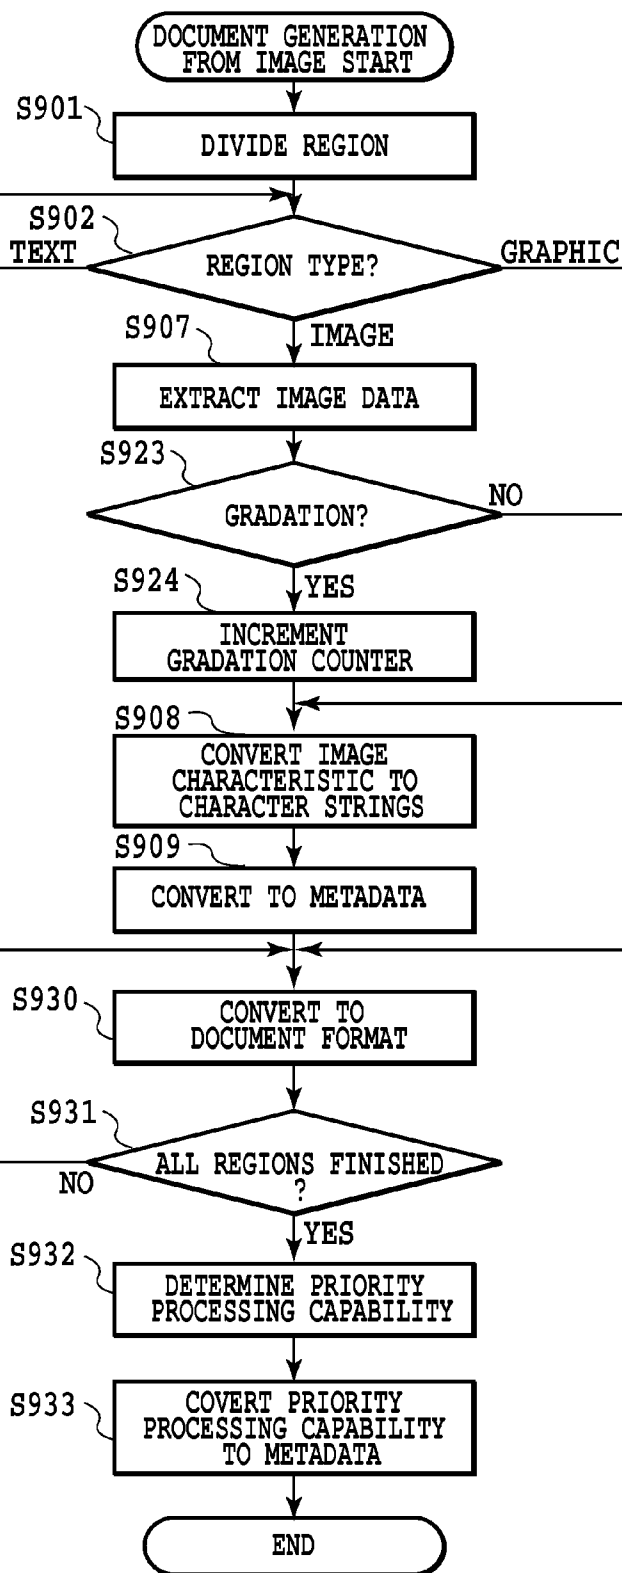 DOCUMENT GENERATION
FROM IMAGE START
S901
DIVIDE REGION
S902
TEXT
REGION TYPE?
GRAPHIC
S907
IMAGE
EXTRACT IMAGE DATA
S923
NO
GRADATION?
S924
YES
INCREMENT
GRADATION COUNTER
S908
CONVERT IMAGE
CHARACTERISTIC TO
CHARACTER STRINGS
S909
CONVERT TO METADATA
S930
CONVERT TO
DOCUMENT FORMAT
S931
ALL REGIONS FINISHED
?
NO
YES
S932
DETERMINE PRIORITY
PROCESSING CAPABILITY
S933
COVERT PRIORITY
PROCESSING CAPABILITY
TO METADATA
END